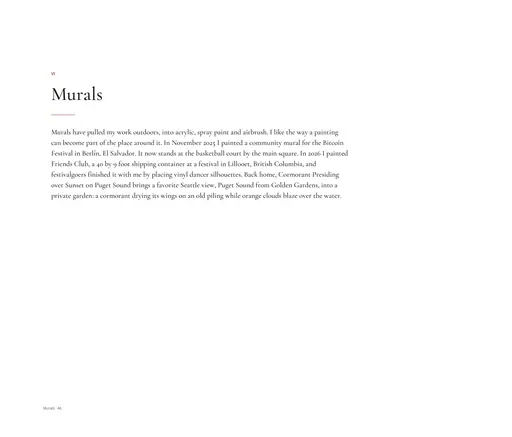 VI
Murals
Murals have pulled my work outdoors, into acrylic, spray paint and airbrush. I like the way a painting
can become part of the place around it. In November 2025 I painted a community mural for the Bitcoin
Festival in Berlín, El Salvador. It now stands at the basketball court by the main square. In 2026 I painted
Friends Club, a 40 by 9 foot shipping container at a festival in Lillooet, British Columbia, and
festivalgoers finished it with me by placing vinyl dancer silhouettes. Back home, Cormorant Presiding
over Sunset on Puget Sound brings a favorite Seattle view, Puget Sound from Golden Gardens, into a
private garden: a cormorant drying its wings on an old piling while orange clouds blaze over the water.
Murals 46